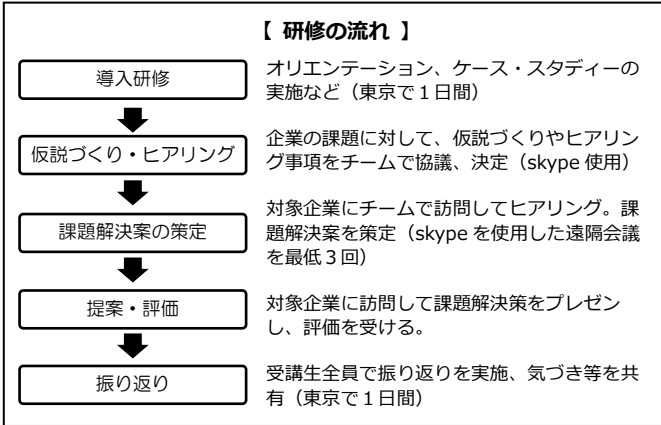 【 研修の流れ 】
導入研修
オリエンテーション、ケース・スタディーの
実施など（東京で１日間）
仮説づくり・ヒアリング
企業の課題に対して、仮説づくりやヒアリン
グ事項をチームで協議、決定（skype 使用）
課題解決案の策定
対象企業にチームで訪問してヒアリング。課
題解決案を策定（skype を使用した遠隔会議
を最低３回）
提案・評価
対象企業に訪問して課題解決策をプレゼン
し、評価を受ける。
振り返り
受講生全員で振り返りを実施、気づき等を共
有（東京で１日間）